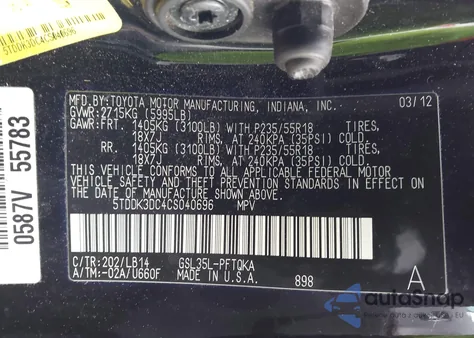 5TDDK3DC4CS040696
0587V 55783
MFD. BY: TOYOTA MOTOR MANUFACTURING, INDIANA, INC. 03/12
GVWR: 2715KG (5995LB)
GAWR: FRT. 1405KG (3100LB) WITH P235/55R18 TIRES,
18X7J RIMS, AT 240KPA (35PSI) COLD.
RR. 1405KG (3100LB) WITH P235/55R18 TIRES,
18X7J RIMS, AT 240KPA (35PSI) COLD.
THIS VEHICLE CONFORMS TO ALL APPLICABLE FEDERAL MOTOR
VEHICLE SAFETY, BUMPER, AND THEFT PREVENTION STANDARDS
IN EFFECT ON THE DATE OF MANUFACTURE SHOWN ABOVE.
5TDDK3DC4CS040696 MPV
C/TR: 202/LB14 GSL35L-PFTQKA
A/TM: -02A/U660F MADE IN U.S.A. 898 A
autoSnap